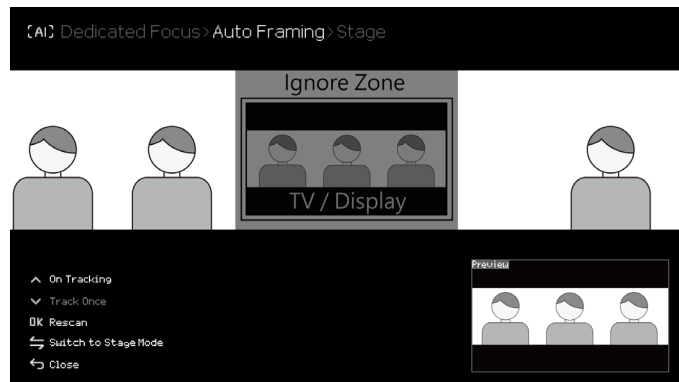 [AI] Dedicated Focus>Auto Framing>Stage
Ignore Zone
TV / Display
On Tracking
Track Once
OK Rescan
Switch to Stage Mode
Close
Preview